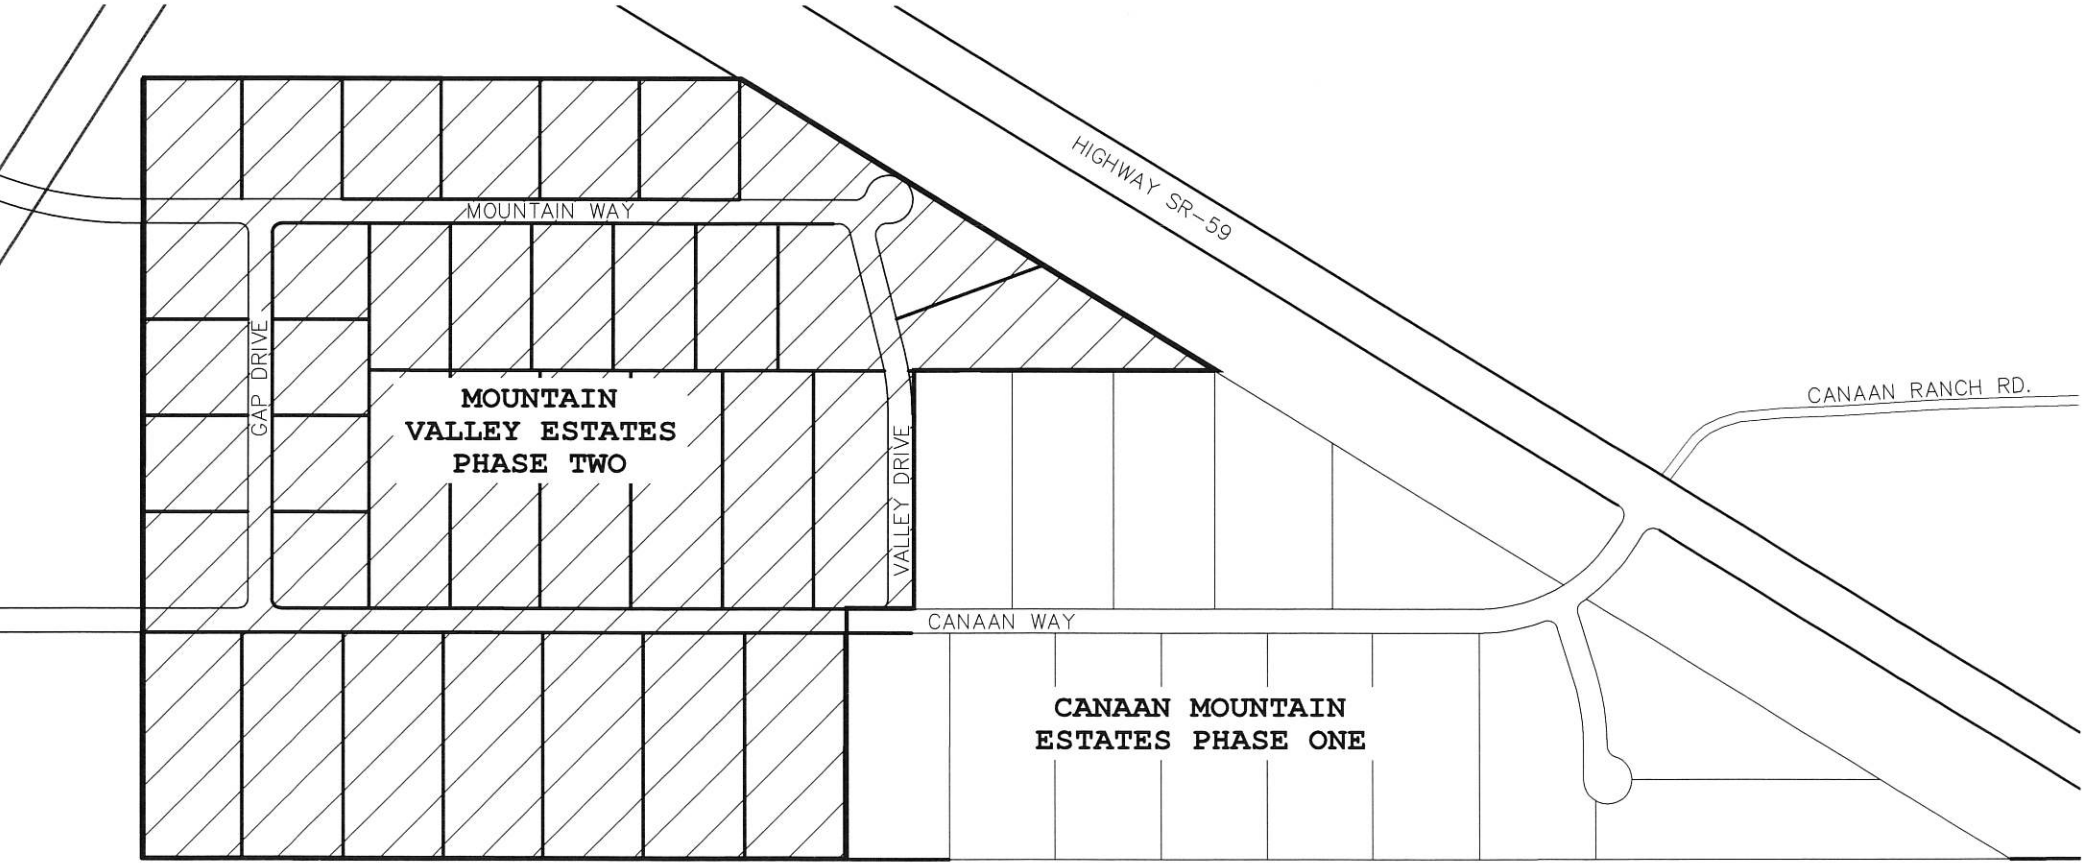 HIGHWAY SR-59
MOUNTAIN WAY
GAP DRIVE
CANAAN RANCH RD.
MOUNTAIN
VALLEY ESTATES
PHASE TWO
VALLEY DRIVE
CANAAN WAY
CANAAN MOUNTAIN
ESTATES PHASE ONE